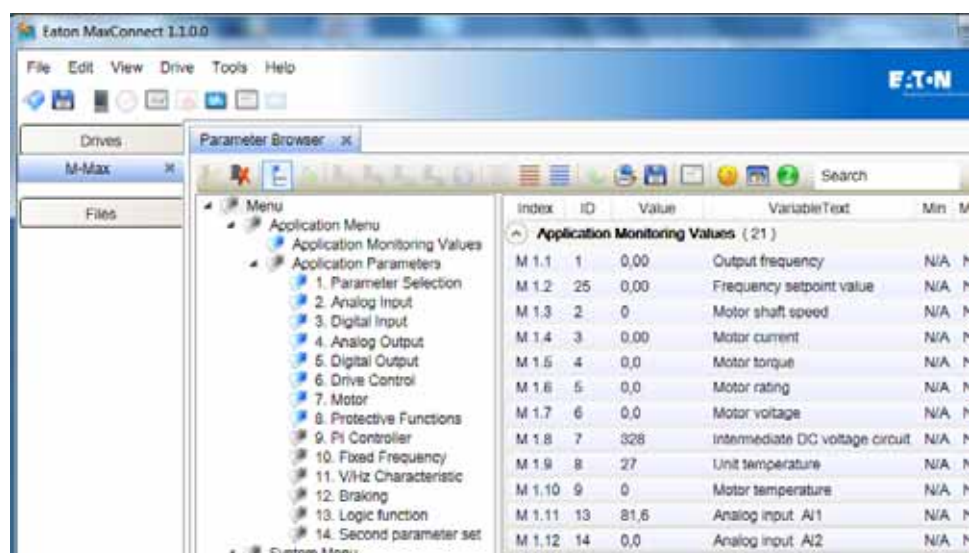 Eaton MaxConnect 1.1.0.0
File Edit View Drive Tools Help
EAT•N
Drives
Parameter Browser
M-Max
Search
Files
Menu
Application Menu
Application Monitoring Values
Application Parameters
1. Parameter Selection
2. Analog Input
3. Digital Input
4. Analog Output
5. Digital Output
6. Drive Control
7. Motor
8. Protective Functions
9. PI Controller
10. Fixed Frequency
11. V/Hz Characteristic
12. Braking
13. Logic function
14. Second parameter set
System Menu
Index ID Value VariableText Min M
Application Monitoring Values (21)
M 1.1 1 0,00 Output frequency N/A
M 1.2 25 0,00 Frequency setpoint value N/A
M 1.3 2 0 Motor shaft speed N/A
M 1.4 3 0,00 Motor current N/A
M 1.5 4 0,0 Motor torque N/A
M 1.6 5 0,0 Motor rating N/A
M 1.7 6 0,0 Motor voltage N/A
M 1.8 7 328 Intermediate DC voltage circuit N/A
M 1.9 8 27 Unit temperature N/A
M 1.10 9 0 Motor temperature N/A
M 1.11 13 81,6 Analog input AI1 N/A
M 1.12 14 0,0 Analog input AI2 N/A